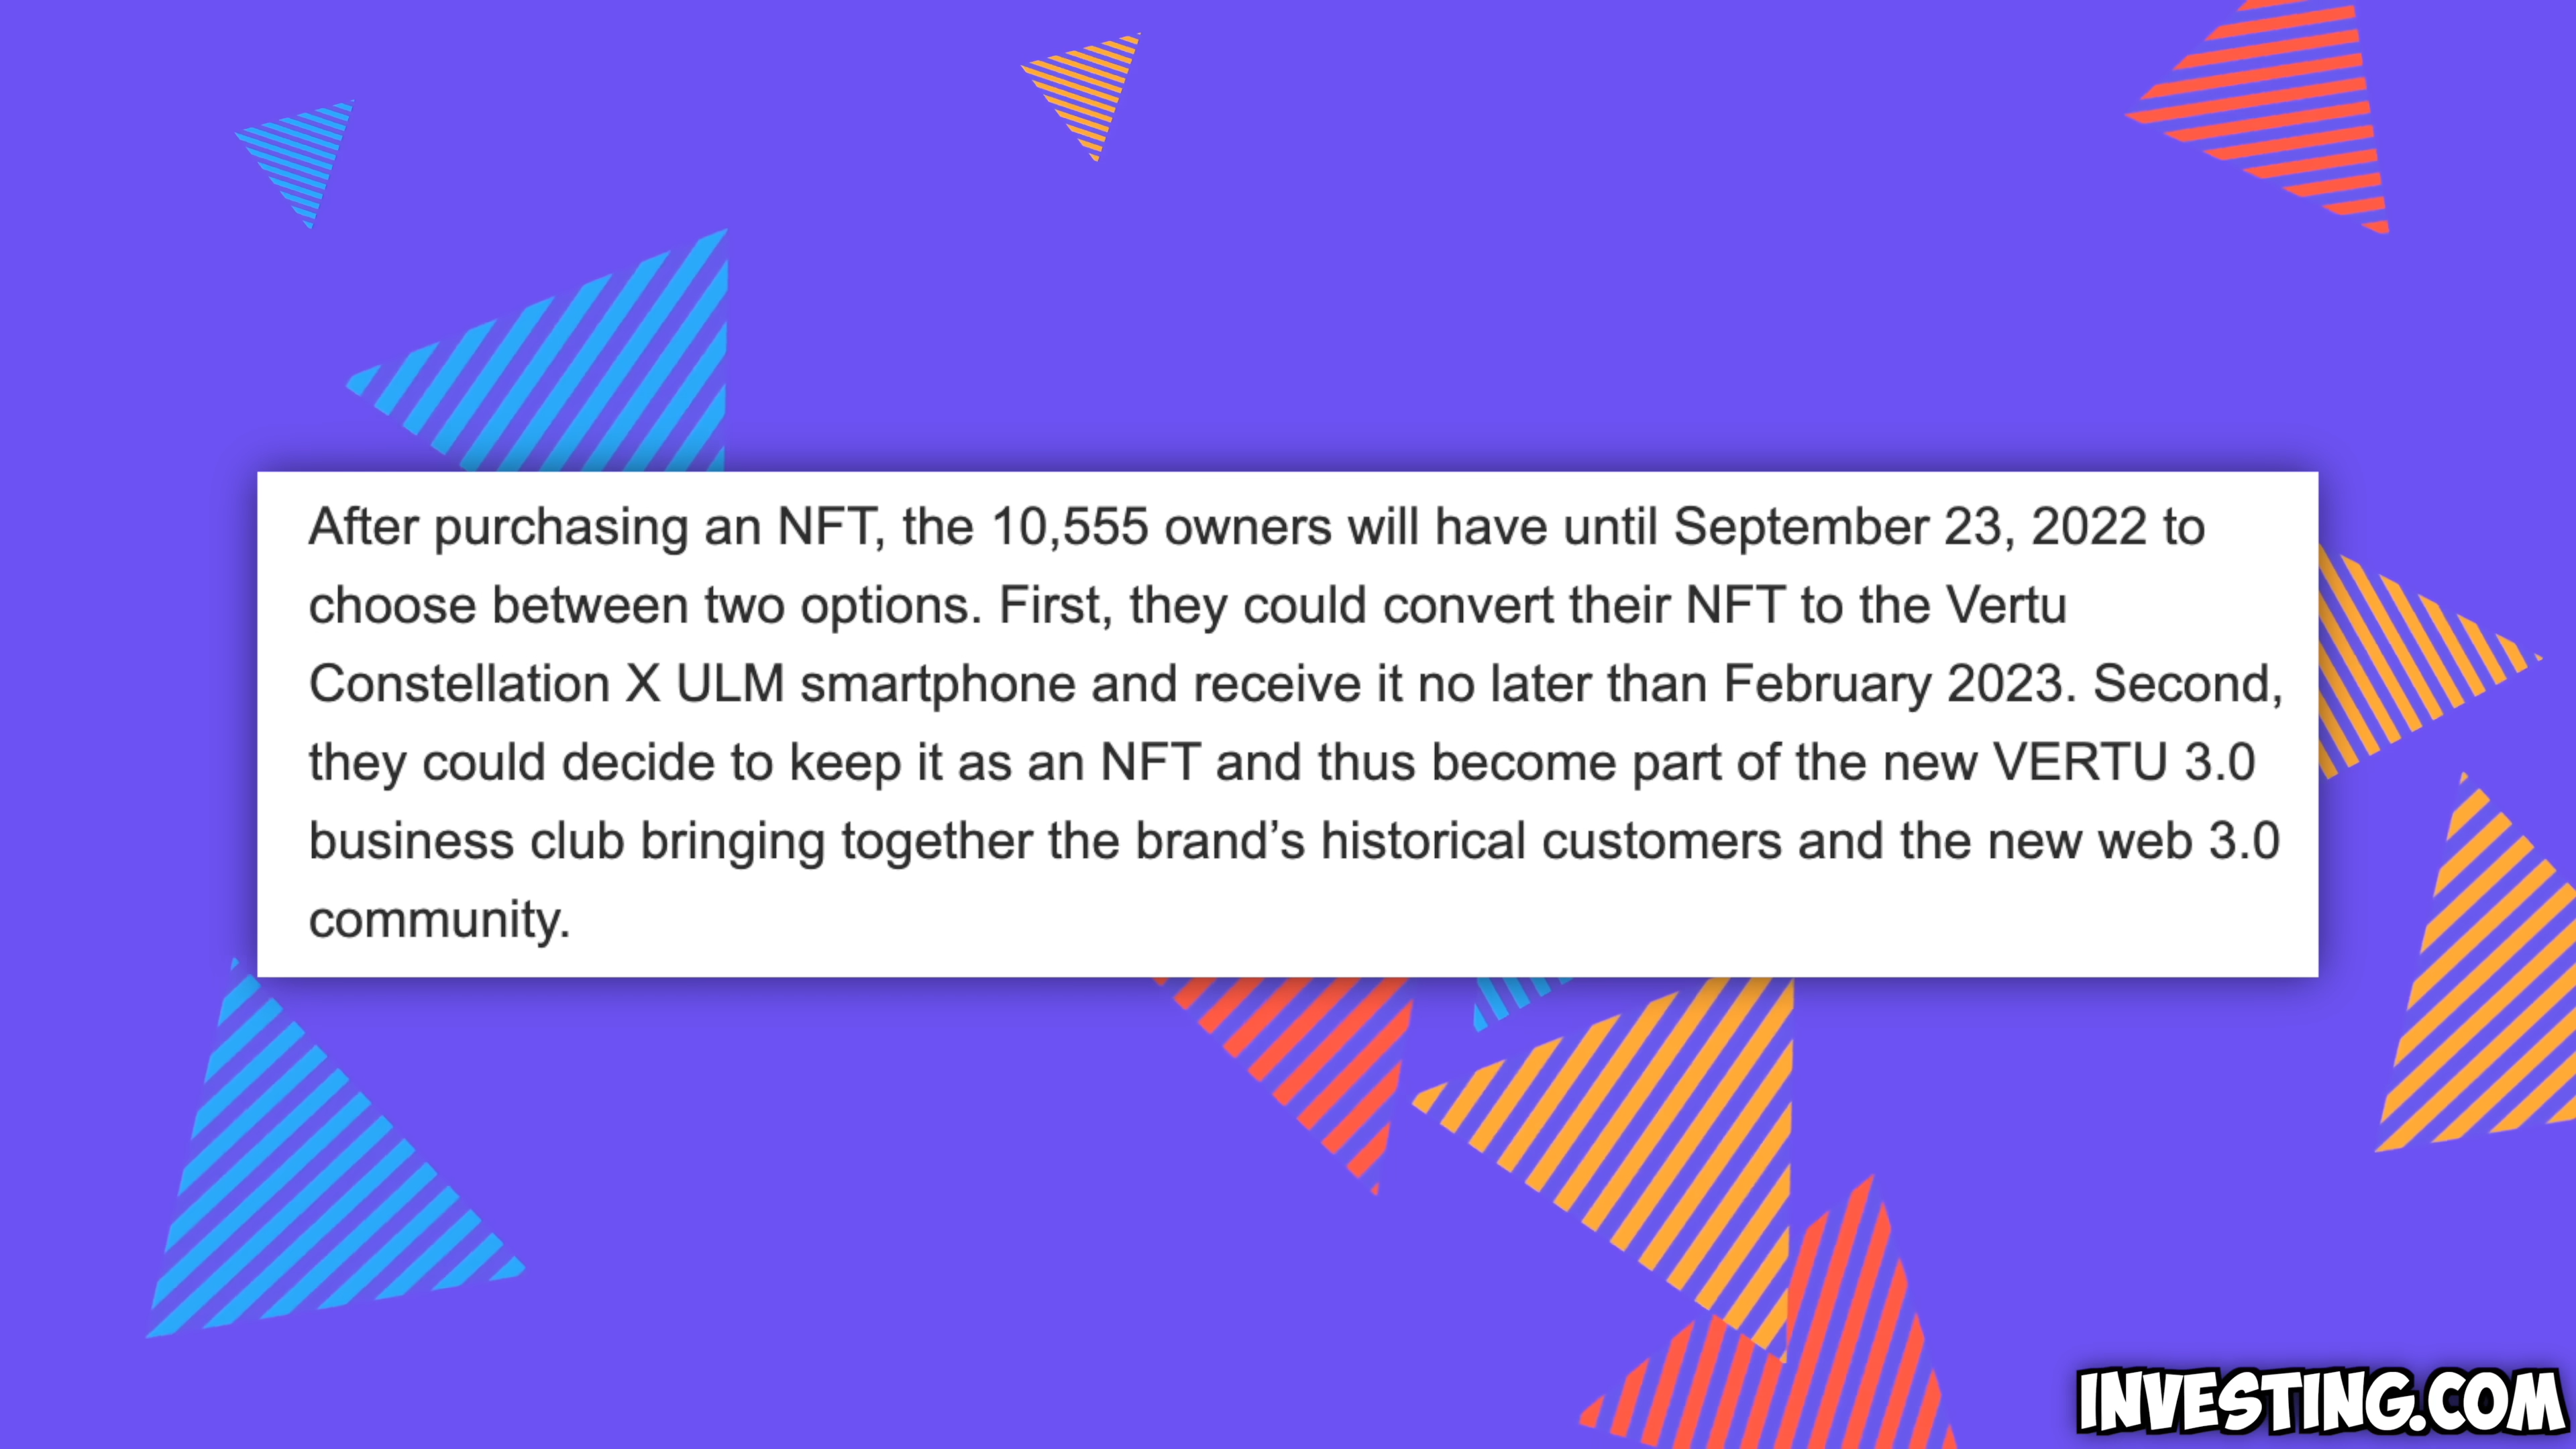 After purchasing an NFT, the 10,555 owners will have until September 23, 2022 to
choose between two options. First, they could convert their NFT to the Vertu
Constellation X ULM smartphone and receive it no later than February 2023. Second,
they could decide to keep it as an NFT and thus become part of the new VERTU 3.0
business club bringing together the brand’s historical customers and the new web 3.0
community.
INVESTING.COM